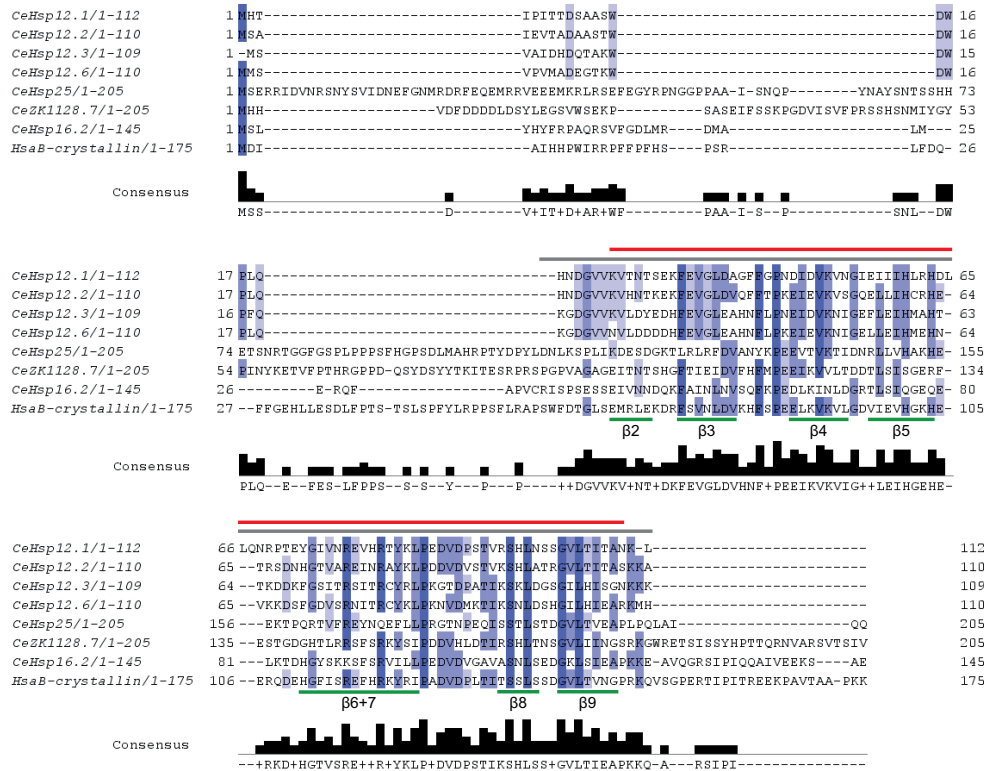 CeHsp12.1/1-112 1 MHT-----------------------------IPITTDSAASW------------------------------------DW 16
CeHsp12.2/1-110 1 MSA-----------------------------IEVTADAASTW------------------------------------DW 16
CeHsp12.3/1-109 1 -MS-----------------------------VAIDHDQTAKW------------------------------------DW 15
CeHsp12.6/1-110 1 MMS-----------------------------VPVMADEGTKW------------------------------------DW 16
CeHsp25/1-205 1 MSERRIDVNRSNYSVIDNEFGNMRDRFEQEMRRVEEEMKRLRSEFEGYRPNGGPPAA-I-SNQP------YNAYSNTSSHH 73
CeZK1128.7/1-205 1 MHH--------------------VDFDDDDLDSYLEGSVWSEKP-------SASEIFSSKPGDVISVFPRSSHSNMIYGY 53
CeHsp16.2/1-145 1 MSL-----------------------------YHYFRPAQRSVFGDLMR---DMA---------------------LM--- 25
HsaB-crystallin/1-175 1 MDI-----------------------------AIHHPWIRRPFFPFHS----PSR---------------------LFDQ- 26
Consensus
MSS---------------------D--------V+IT+D+AR+WF---------PAA-I-S-P------------SNL--DW
CeHsp12.1/1-112 17 PLQ---------------------------------HNDGVVKVTNTSEKFEVGLDAGFFGPNDIDVKVNGIEIIIHLRHDL 65
CeHsp12.2/1-110 17 PLQ---------------------------------HNDGVVKVHNTKEKFEVGLDVQFFTPKEIEVKVSGQELLIHCRHE- 64
CeHsp12.3/1-109 16 PFQ---------------------------------KGDGVVKVLDYEDHFEVGLEAHNFLPNEIDVKNIGEFLEIHMAHT- 63
CeHsp12.6/1-110 17 PLQ---------------------------------KGDGVVNVLDDDDHFEVGLEAHNFLPKEIEVKNIGELLEIHMEHN- 64
CeHsp25/1-205 74 ETSNRTGGFGSPLPPPSFHGPSDLMAHRPTYDPYLDNLKSPLIKDESDGKTLRLRFDVANYKPEEVTVKTIDNRLLVHAKHE- 155
CeZK1128.7/1-205 54 PINYKETVFPTHRGPPD-QSYDSYYTKITESRPRSPGPVAGAGEITNTSHGFTIEIDVFHFMPEEIKVVLTDDTLSISGERF- 134
CeHsp16.2/1-145 26 ---------E-RQF----------------APVCRISPSESSEIVNNDQKFAINLNVSQFKPEDLKINLDGRTLSIQGEQE- 80
HsaB-crystallin/1-175 27 --FFGEHLLESDLFPTS-TSLSPFYLRPPSFLRAPSWFDTGLSEMRLEKDRFSVNLDVKHFSPEELKVKVLGDVIEVHGKHE- 105
β2 β3 β4 β5
Consensus
PLQ--E--FES-LFPPS--S-S--Y---P---P----++DGVVKV+NT+DKFEVGLDVHNF+PEEIKVKVIG++LEIHGEHE-
CeHsp12.1/1-112 66 LQNRPTEYGIVNREVHRTYKLPEDVDPSTVRSHLNSSGVLTITANK-L------------------------ 112
CeHsp12.2/1-110 65 --TRSDNHGTVAREINRAYKLPDDVDVSTVKSHLATRGVLTITASKKA------------------------ 110
CeHsp12.3/1-109 64 --TKDDKFGSITRSITRCYRLPKGTDPATIKSKLDGSGILHISGNKKK------------------------ 109
CeHsp12.6/1-110 65 --VKKDSFGDVSRNITRCYKLPKNVDMKTIKSNLDSHGILHIEARKMH------------------------ 110
CeHsp25/1-205 156 --EKTPQRTVFREYNQEFLLPRGTNPEQISSTLSTDGVLTVEAPLPQLAI--------------------QQ 205
CeZK1128.7/1-205 135 --ESTGDGHTLRRSFSRKYSIPDDVHLDTIRSHLTNSGVLIINGSRKGWRETSISSYHPTTQRNVARSVTSIV 205
CeHsp16.2/1-145 81 --LKTDHGYSKKSFSRVILLPEDVDVGAVASNLSEDGKLSIEAPKKE-AVQGRSIPIQQAIVEEKS----AE 145
HsaB-crystallin/1-175 106 --ERQDEHGFISREFHRKYRIPADVDPLTITSSLSSDGVLTVNGPRKQVSGPERTIPITREEKPAVTAA-PKK 175
β6+7 β8 β9
Consensus
--+RKD+HGTVSRE++R+YKLP+DVDPSTIKSHLSS+GVLTIEAPKKQ-A---RSIPI---------------